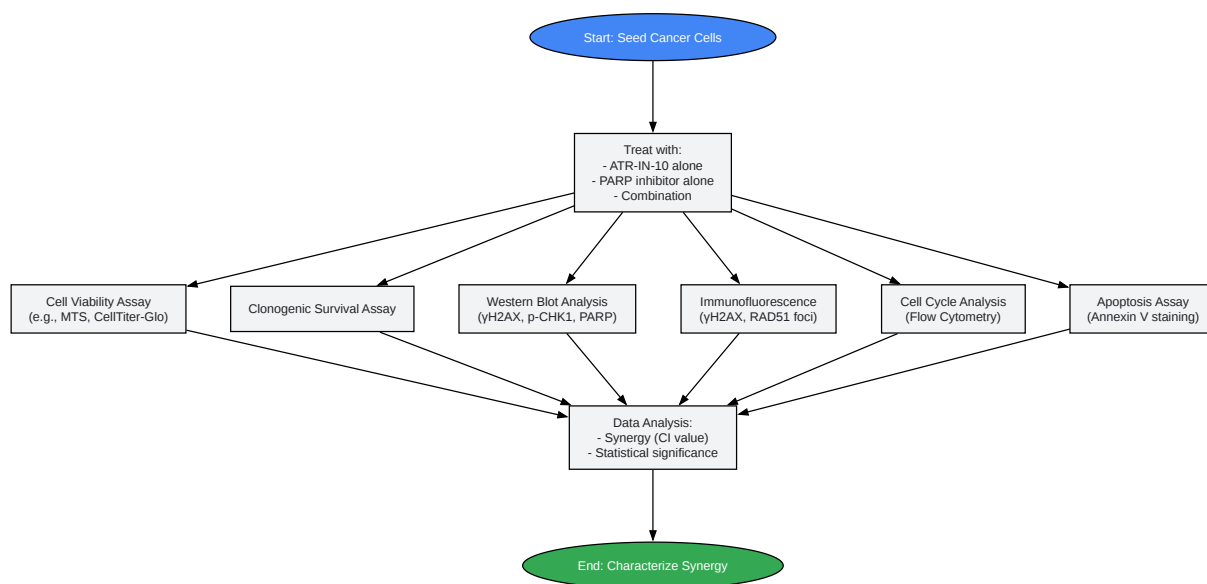 Start: Seed Cancer Cells
Treat with:
- ATR-IN-10 alone
- PARP inhibitor alone
- Combination
Cell Viability Assay
(e.g., MTS, CellTiter-Glo)
Clonogenic Survival Assay
Western Blot Analysis
(γH2AX, p-CHK1, PARP)
Immunofluorescence
(γH2AX, RAD51 foci)
Cell Cycle Analysis
(Flow Cytometry)
Apoptosis Assay
(Annexin V staining)
Data Analysis:
- Synergy (CI value)
- Statistical significance
End: Characterize Synergy